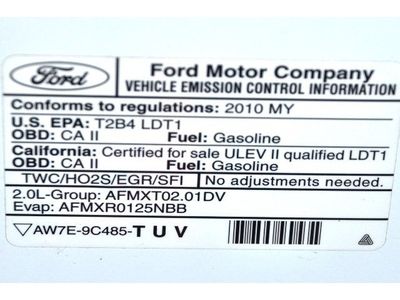 Ford
Ford Motor Company
VEHICLE EMISSION CONTROL INFORMATION
Conforms to regulations: 2010 MY
U.S. EPA: T2B4 LDT1
OBD: CA II Fuel: Gasoline
California: Certified for sale ULEV II qualified LDT1
OBD: CA II Fuel: Gasoline
TWC/HO2S/EGR/SFI No adjustments needed.
2.0L-Group: AFMXT02.01DV
Evap: AFMXR0125NBB
AW7E-9C485-TUV